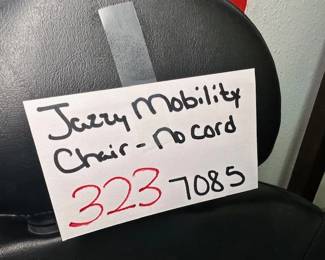 Jazzy Mobility
Chair - No cord
323 7085